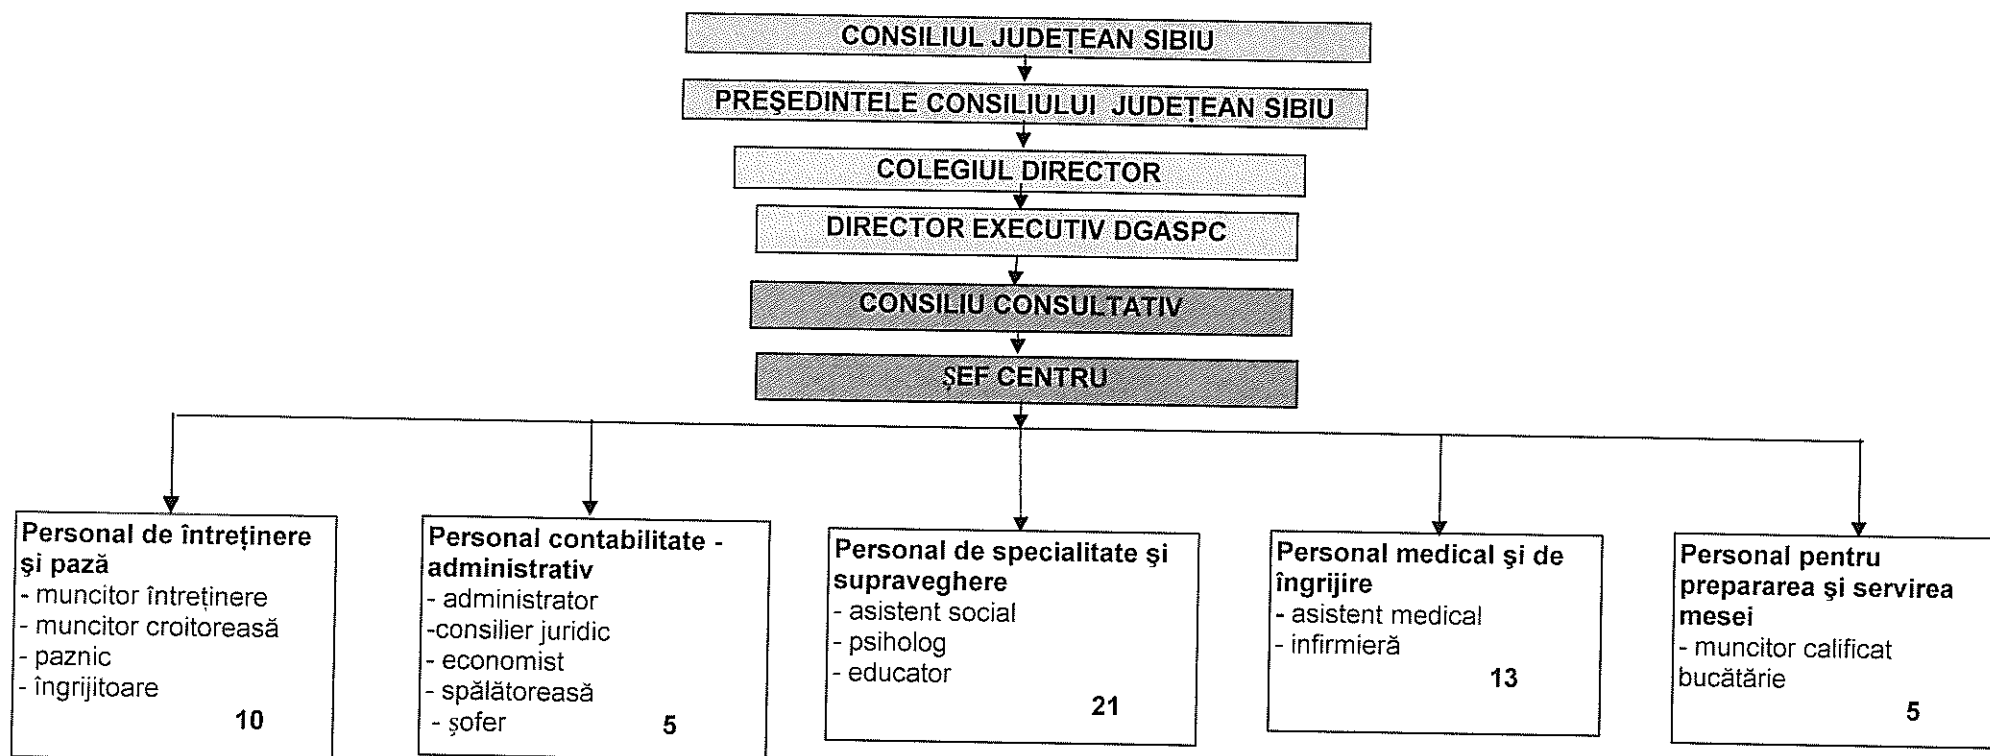 CONSILIUL JUDEȚEAN SIBIU
PREŞEDINTELE CONSILIULUI JUDEȚEAN SIBIU
COLEGIUL DIRECTOR
DIRECTOR EXECUTIV DGASPC
CONSILIU CONSULTATIV
ȘEF CENTRU
Personal de întreținere
şi pază
- muncitor întreținere
- muncitor croitorеasă
- paznic
- îngrijitoare
10
Personal contabilitate -
administrativ
- administrator
-consilier juridic
- economist
- spălătoreasă
- șofer
5
Personal de specialitate şi
supraveghere
- asistent social
- psiholog
- educator
21
Personal medical şi de
îngrijire
- asistent medical
- infirmieră
13
Personal pentru
prepararea şi servirea
mesei
- muncitor calificat
bucătărie
5